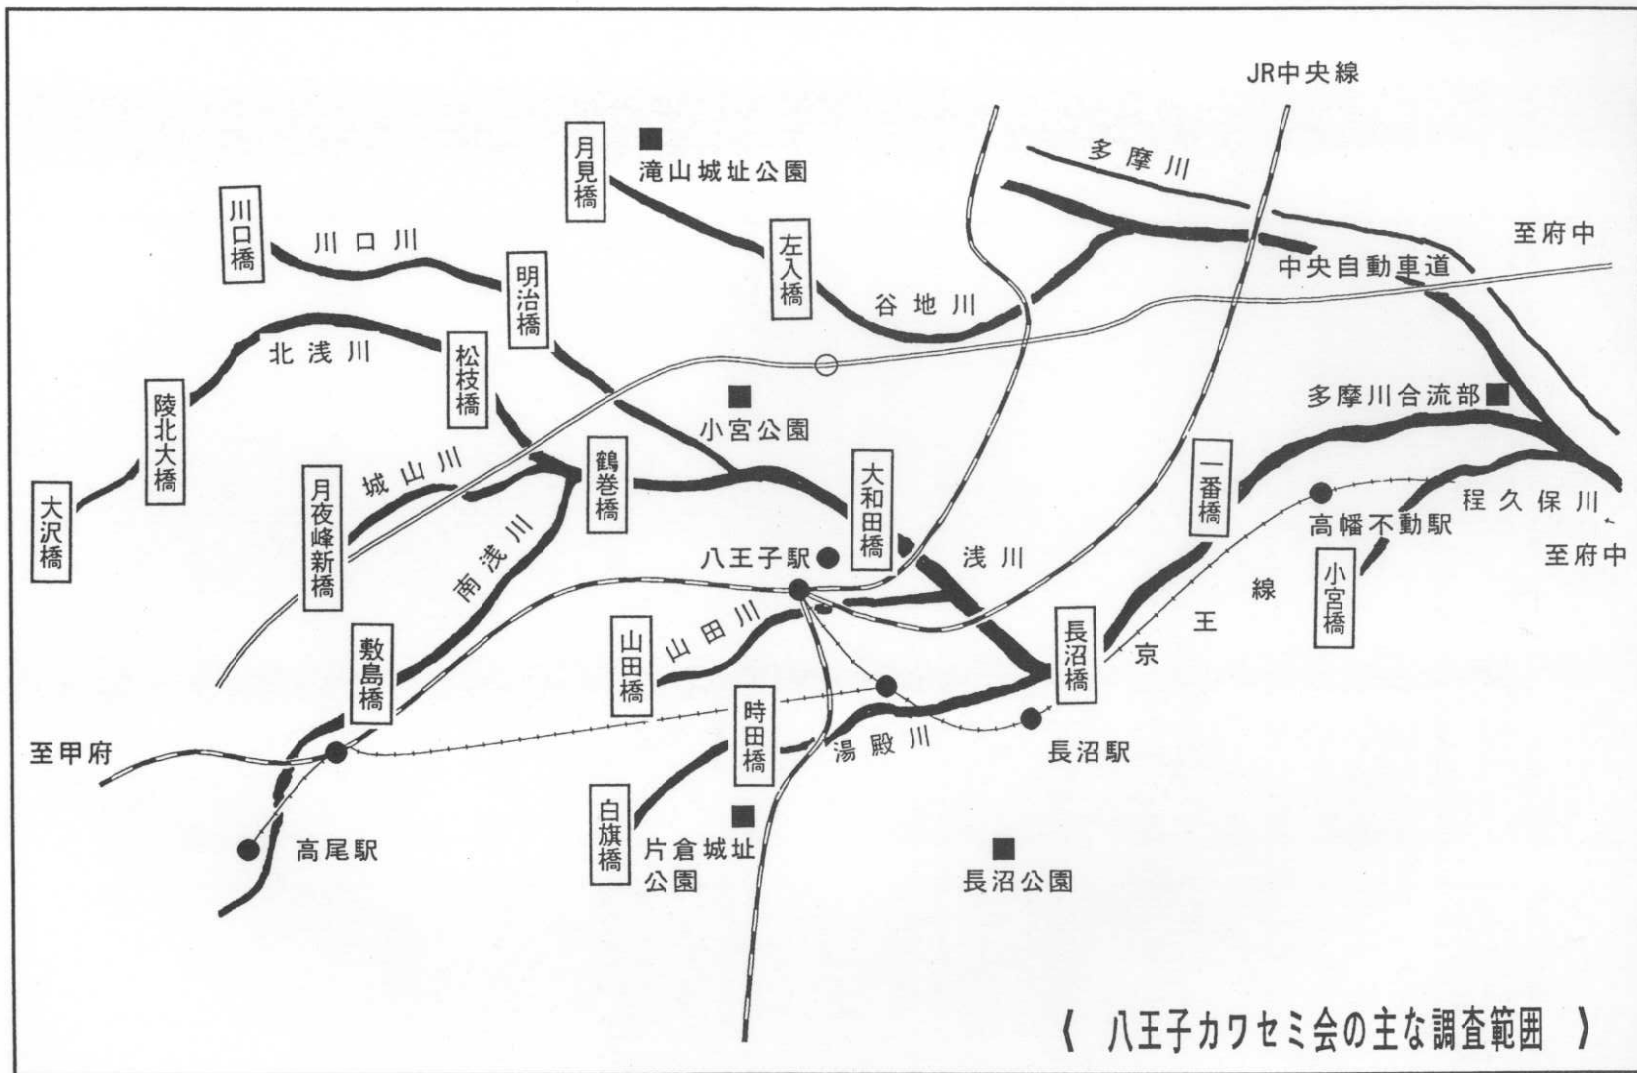 JR中央線
多摩川
月見橋
滝山城址公園
川口橋
川口川
左入橋
至府中
明治橋
中央自動車道
谷地川
北浅川
松枝橋
陵北大橋
多摩川合流部
小宮公園
城山川
鶴巻橋
大和田橋
一番橋
大沢橋
月夜峰新橋
高幡不動駅
程久保川
南浅川
八王子駅
浅川
至府中
小宮橋
京王線
山田川
山田橋
長沼橋
敷島橋
時田橋
湯殿川
至甲府
長沼駅
白旗橋
高尾駅
片倉城址
公園
長沼公園
《 八王子カワセミ会の主な調査範囲 》